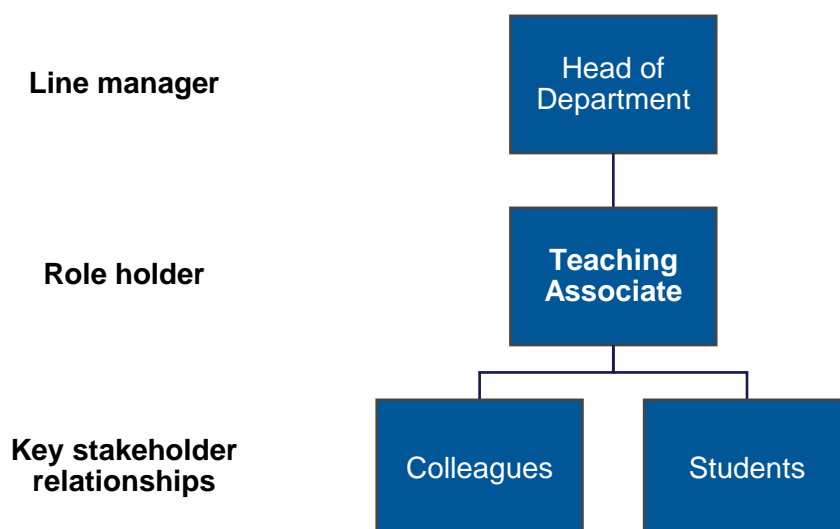 Line manager
Head of
Department
Role holder
Teaching
Associate
Key stakeholder
relationships
Colleagues
Students